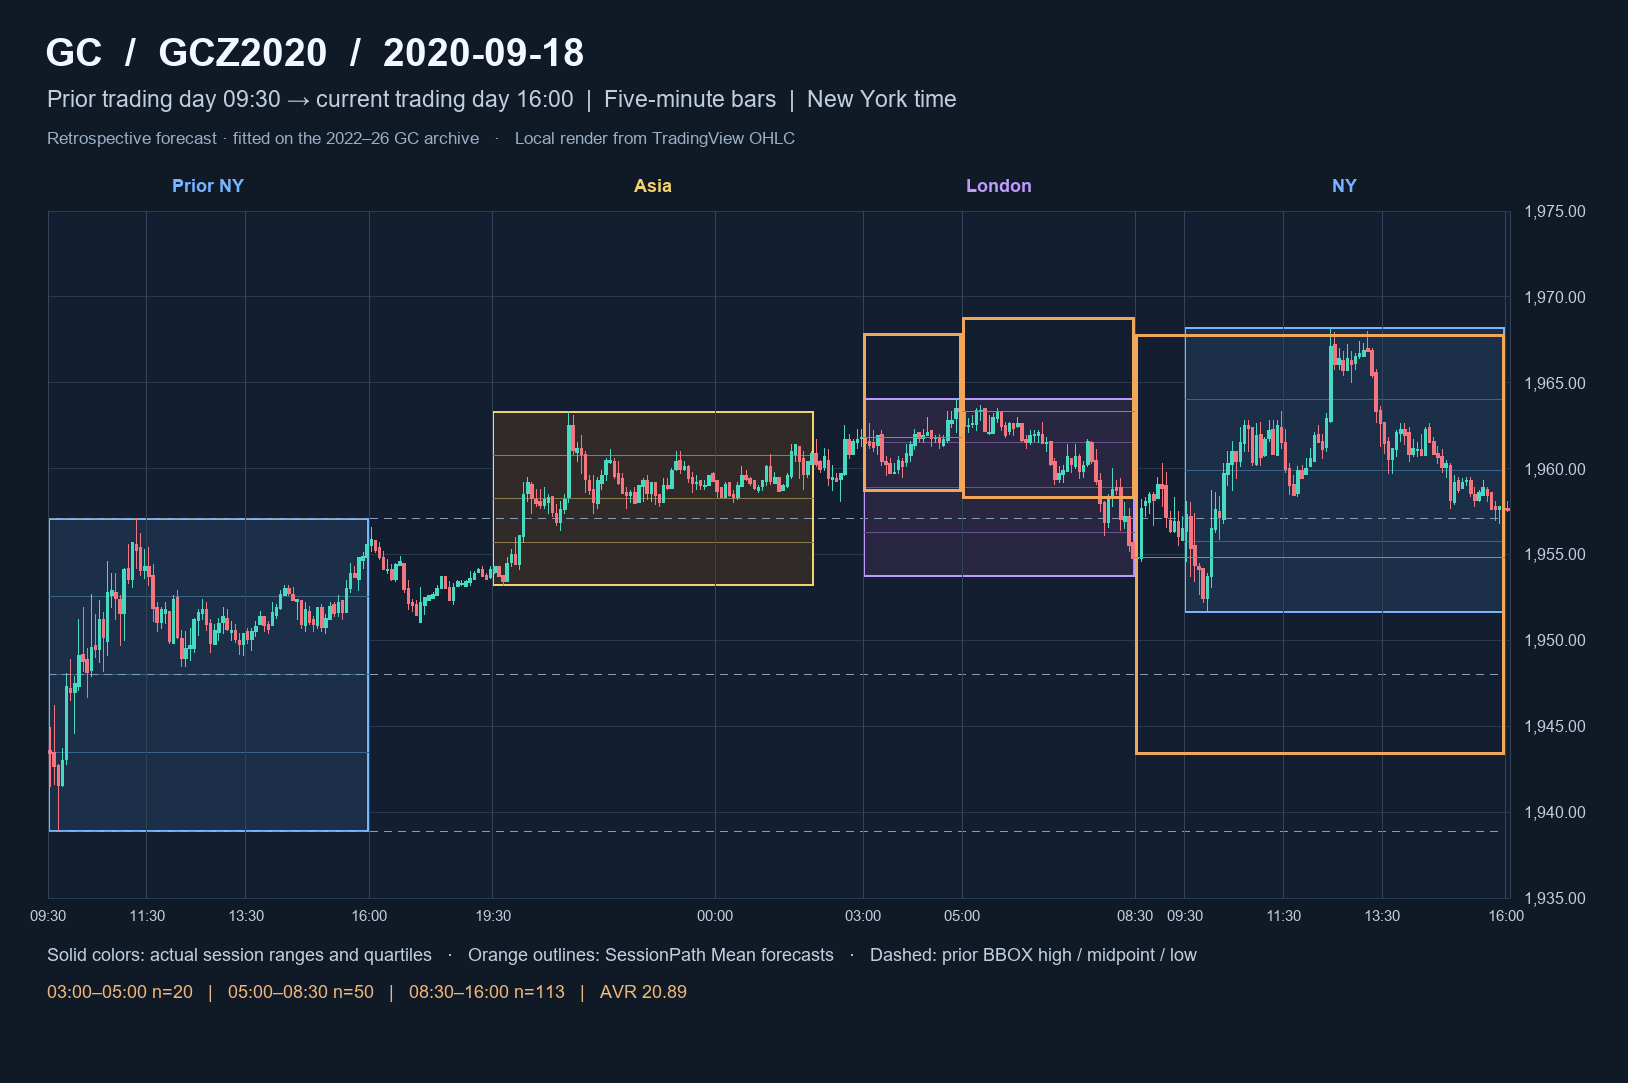 GC / GCZ2020 / 2020-09-18
Prior trading day 09:30 → current trading day 16:00 | Five-minute bars | New York time
Retrospective forecast · fitted on the 2022–26 GC archive · Local render from TradingView OHLC
Prior NY Asia London NY
1,975.00
1,970.00
1,965.00
1,960.00
1,955.00
1,950.00
1,945.00
1,940.00
1,935.00
09:30 11:30 13:30 16:00 19:30 00:00 03:00 05:00 08:30 09:30 11:30 13:30 16:00
Solid colors: actual session ranges and quartiles · Orange outlines: SessionPath Mean forecasts · Dashed: prior BBOX high / midpoint / low
03:00–05:00 n=20 | 05:00–08:30 n=50 | 08:30–16:00 n=113 | AVR 20.89